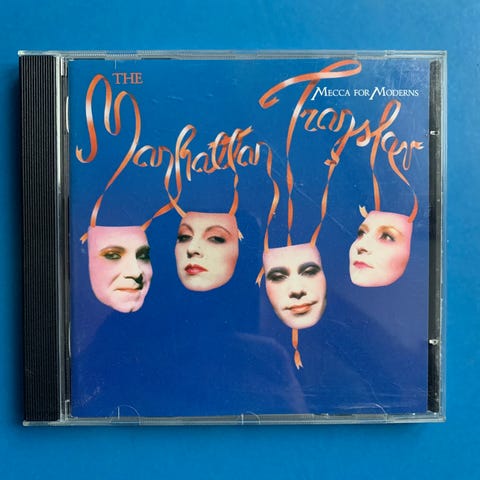 THE
Manhattan Transfer
MECCA FOR MODERNS